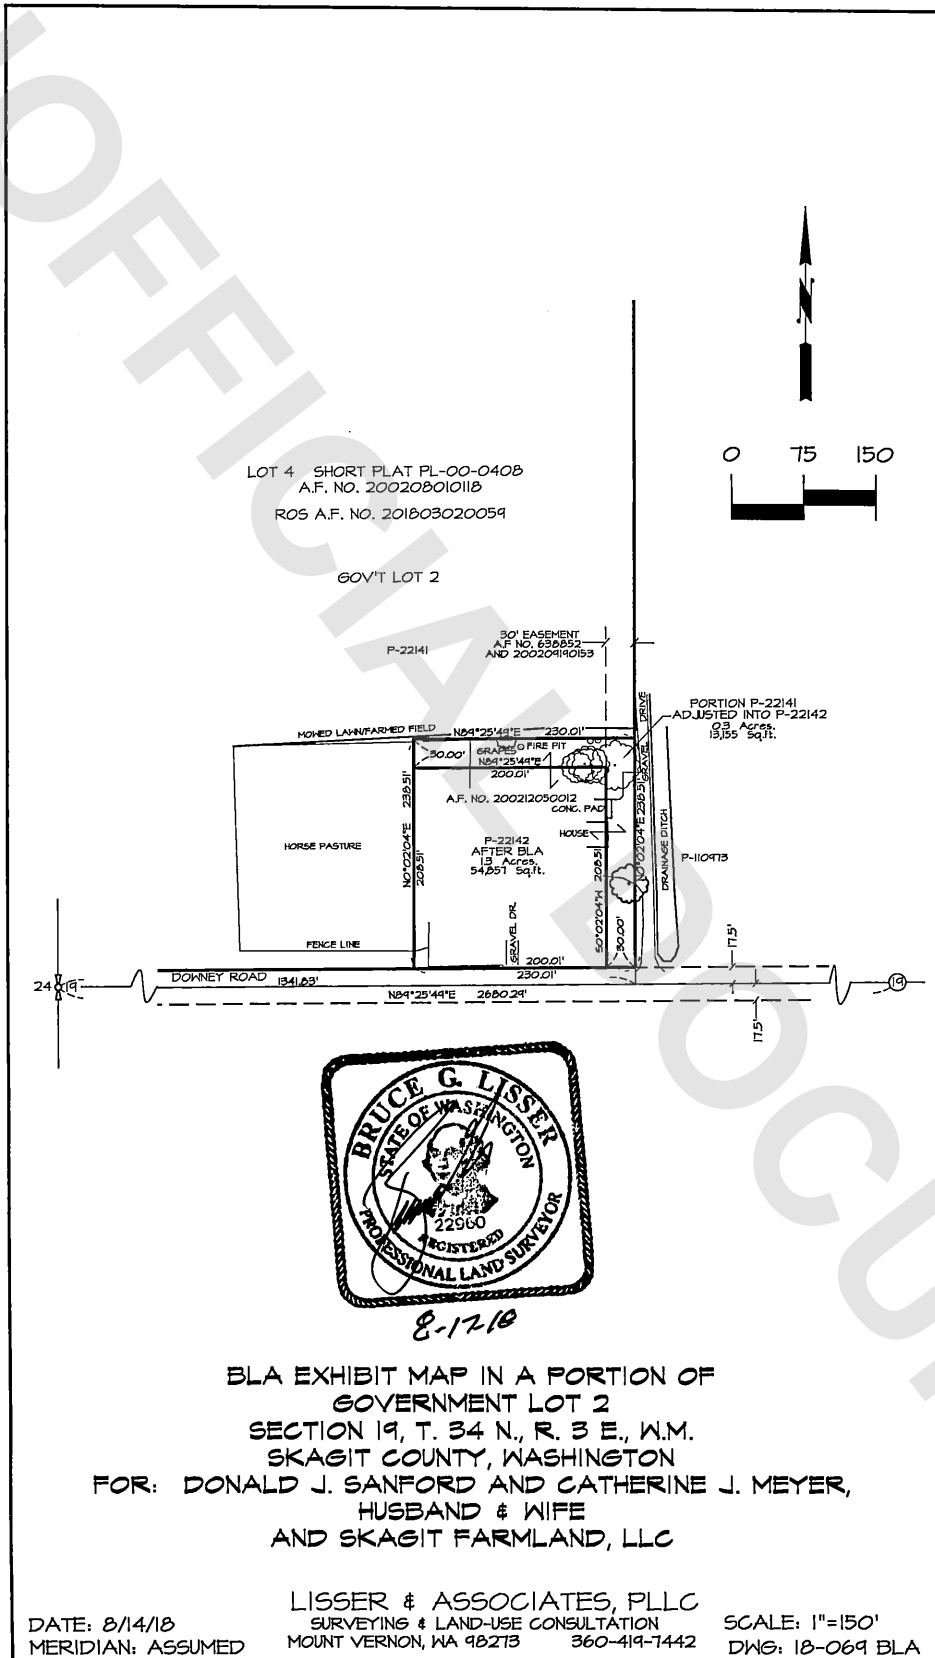 UNOFFICIAL DOCUMENT
N
0 75 150
LOT 4 SHORT PLAT PL-00-0408
A.F. NO. 200208010118
ROS A.F. NO. 201803020059
GOV'T LOT 2
P-22141
30' EASEMENT
A.F NO. 638852
AND 200209190153
PORTION P-22141
ADJUSTED INTO P-22142
0.3 Acres.
13,155 Sq.ft.
GRAVEL DRIVE
MOWED LAWN/FARMED FIELD
N89°25'49"E 230.01'
30.00'
GRAPES
FIRE PIT
N89°25'49"E
200.01'
A.F. NO. 200212050012
CONC. PAD
HOUSE
P-22142
AFTER BLA
1.3 Acres.
54,857 Sq.ft.
HORSE PASTURE
N0°02'04"E 238.51'
208.51'
S0°02'04"W 208.51'
N0°02'04"E 238.51'
DRAINAGE DITCH
P-110973
FENCE LINE
GRAVEL DR.
30.00'
200.01'
230.01'
17.5'
17.5'
24
19
DOWNEY ROAD
1341.83'
N89°25'49"E 2680.29'
19
BRUCE G. LISSER
STATE OF WASHINGTON
22960
REGISTERED
PROFESSIONAL LAND SURVEYOR
8-17-18
BLA EXHIBIT MAP IN A PORTION OF
GOVERNMENT LOT 2
SECTION 19, T. 34 N., R. 3 E., W.M.
SKAGIT COUNTY, WASHINGTON
FOR: DONALD J. SANFORD AND CATHERINE J. MEYER,
HUSBAND & WIFE
AND SKAGIT FARMLAND, LLC
LISSER & ASSOCIATES, PLLC
SURVEYING & LAND-USE CONSULTATION
MOUNT VERNON, WA 98273 360-419-7442
DATE: 8/14/18
MERIDIAN: ASSUMED
SCALE: 1"=150'
DWG: 18-069 BLA